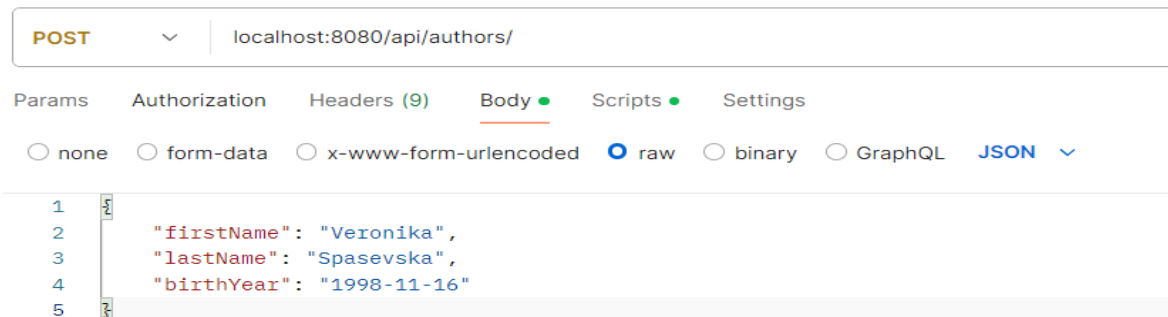 POST localhost:8080/api/authors/
Params Authorization Headers (9) Body Scripts Settings
none form-data x-www-form-urlencoded raw binary GraphQL JSON
1 {
2 "firstName": "Veronika",
3 "lastName": "Spasevska",
4 "birthYear": "1998-11-16"
5 }